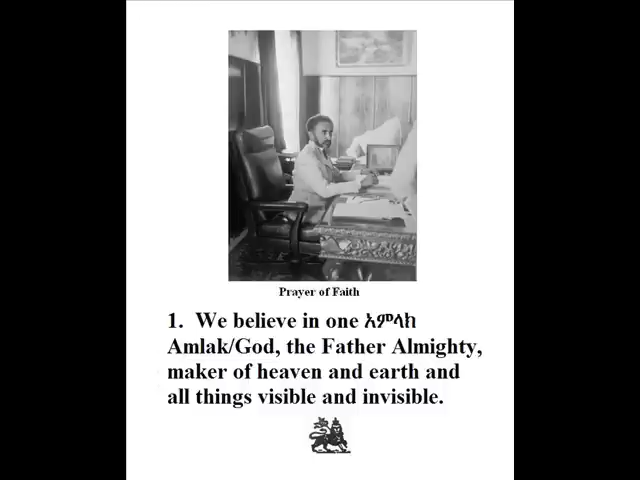 Prayer of Faith
1. We believe in one አምላክ
Amlak/God, the Father Almighty,
maker of heaven and earth and
all things visible and invisible.